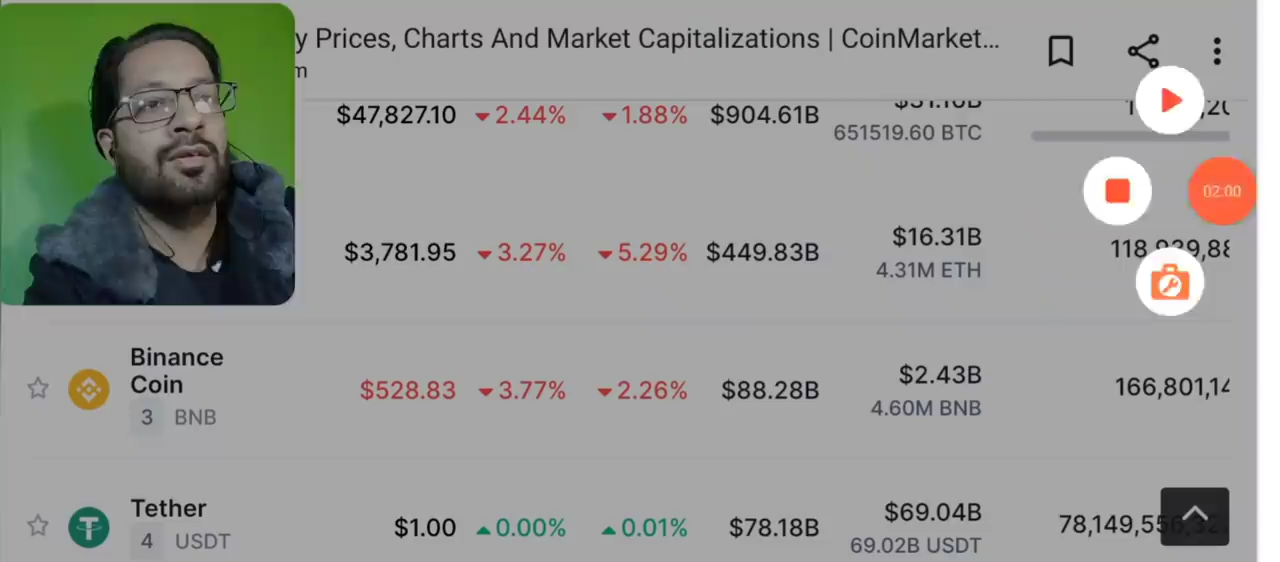 y Prices, Charts And Market Capitalizations | CoinMarket...
m
$47,827.10 2.44% 1.88% $904.61B
651519.60 BTC
02:00
$3,781.95 3.27% 5.29% $449.83B $16.31B
4.31M ETH
Binance
Coin
3 BNB
$528.83 3.77% 2.26% $88.28B $2.43B 166,801,14
4.60M BNB
Tether
4 USDT
$1.00 0.00% 0.01% $78.18B $69.04B
69.02B USDT